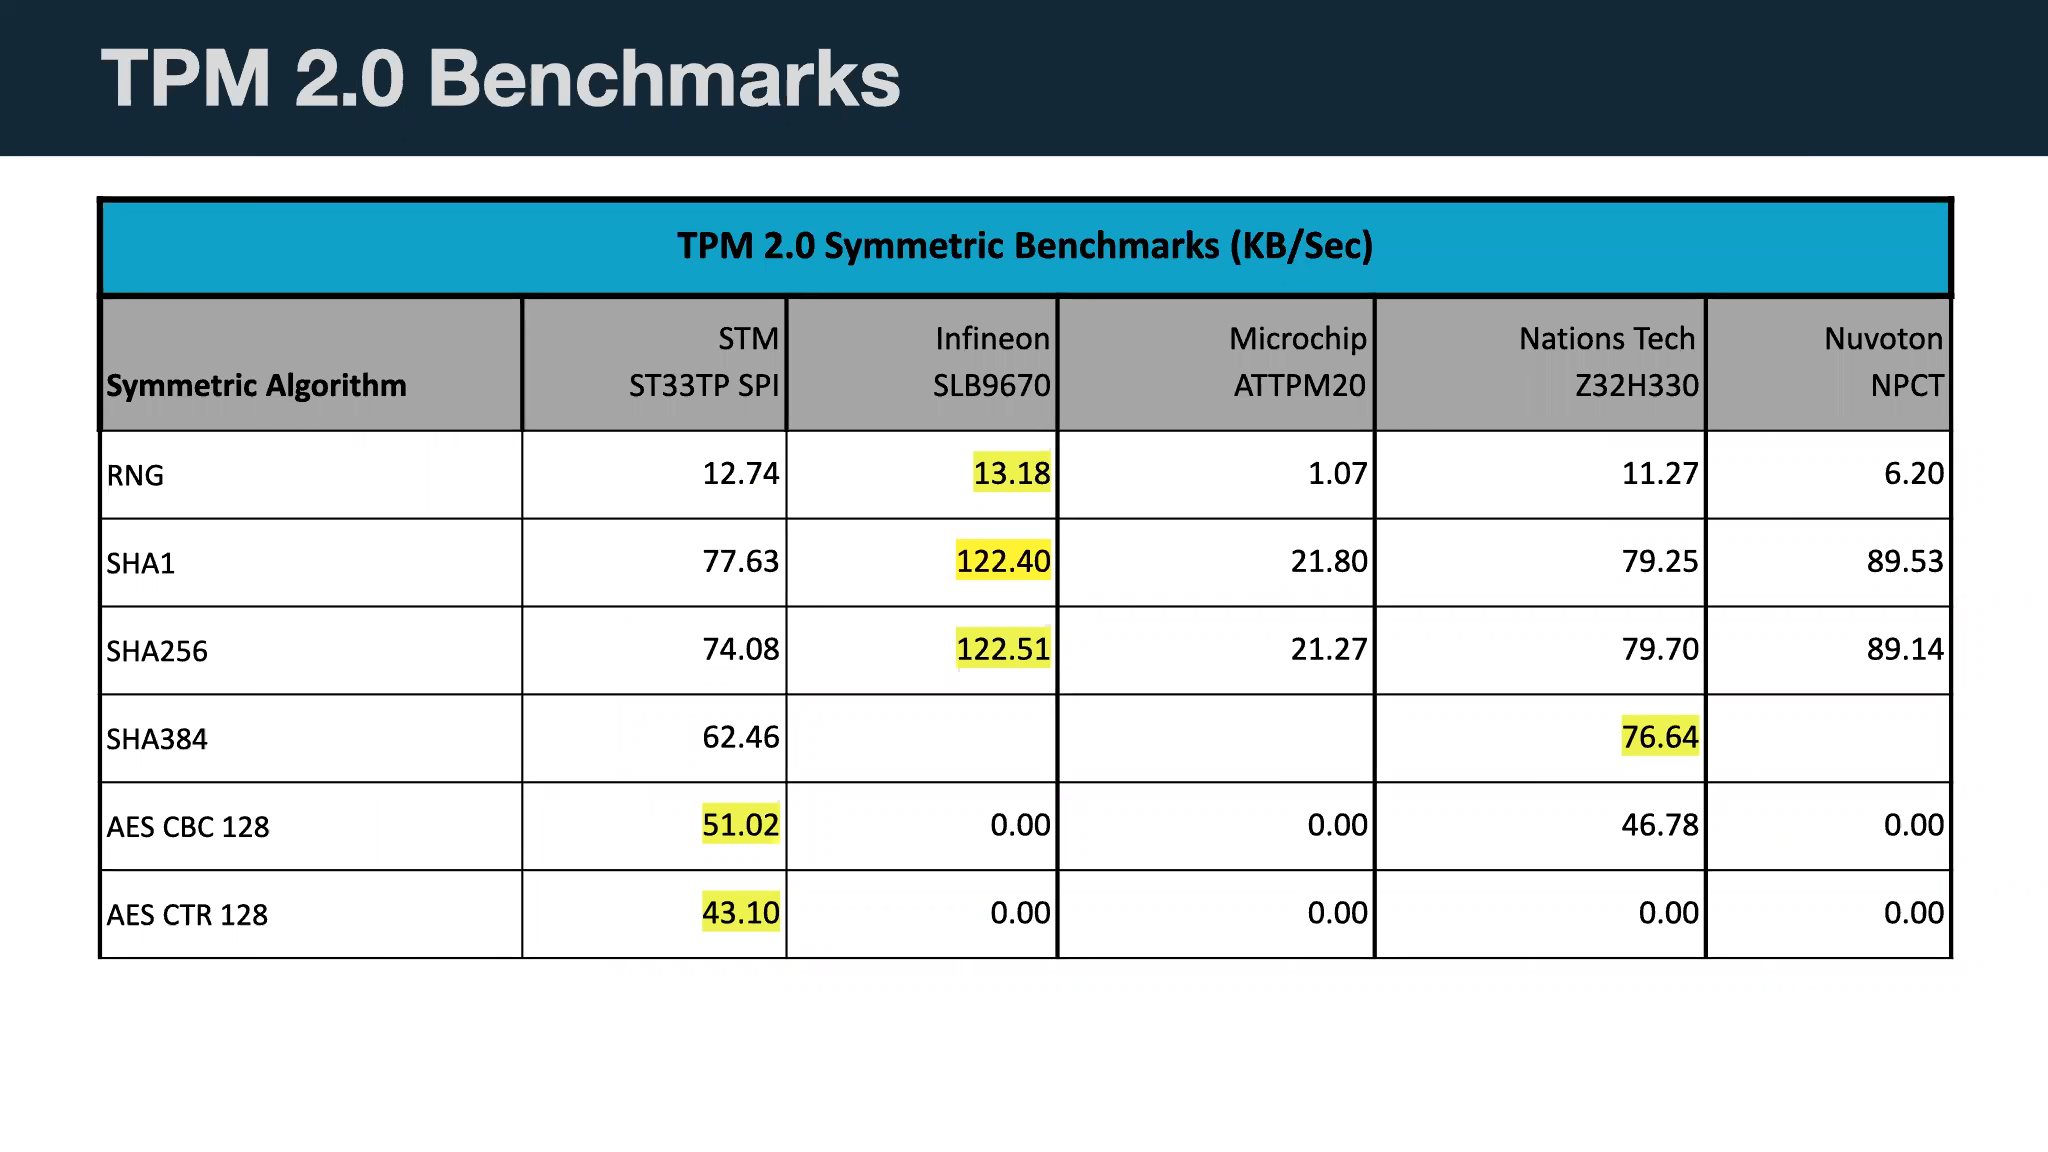 TPM 2.0 Benchmarks
TPM 2.0 Symmetric Benchmarks (KB/Sec)
Symmetric Algorithm STM ST33TP SPI Infineon SLB9670 Microchip ATTPM20 Nations Tech Z32H330 Nuvoton NPCT
RNG 12.74 13.18 1.07 11.27 6.20
SHA1 77.63 122.40 21.80 79.25 89.53
SHA256 74.08 122.51 21.27 79.70 89.14
SHA384 62.46 76.64
AES CBC 128 51.02 0.00 0.00 46.78 0.00
AES CTR 128 43.10 0.00 0.00 0.00 0.00